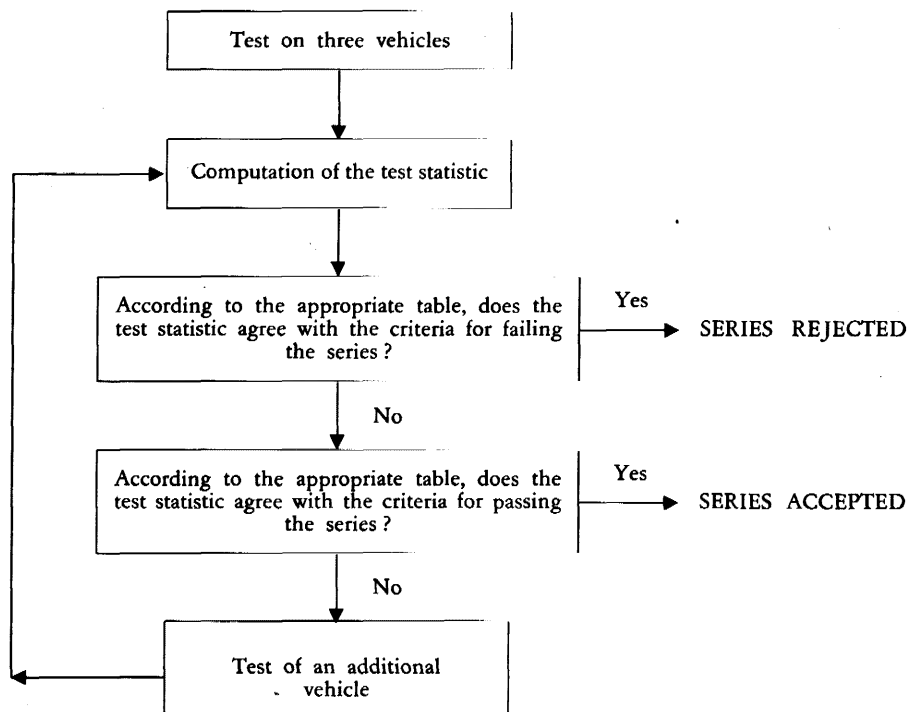 Test on three vehicles
Computation of the test statistic
According to the appropriate table, does the
test statistic agree with the criteria for failing
the series ?
Yes
SERIES REJECTED
No
According to the appropriate table, does the
test statistic agree with the criteria for passing
the series ?
Yes
SERIES ACCEPTED
No
Test of an additional
vehicle